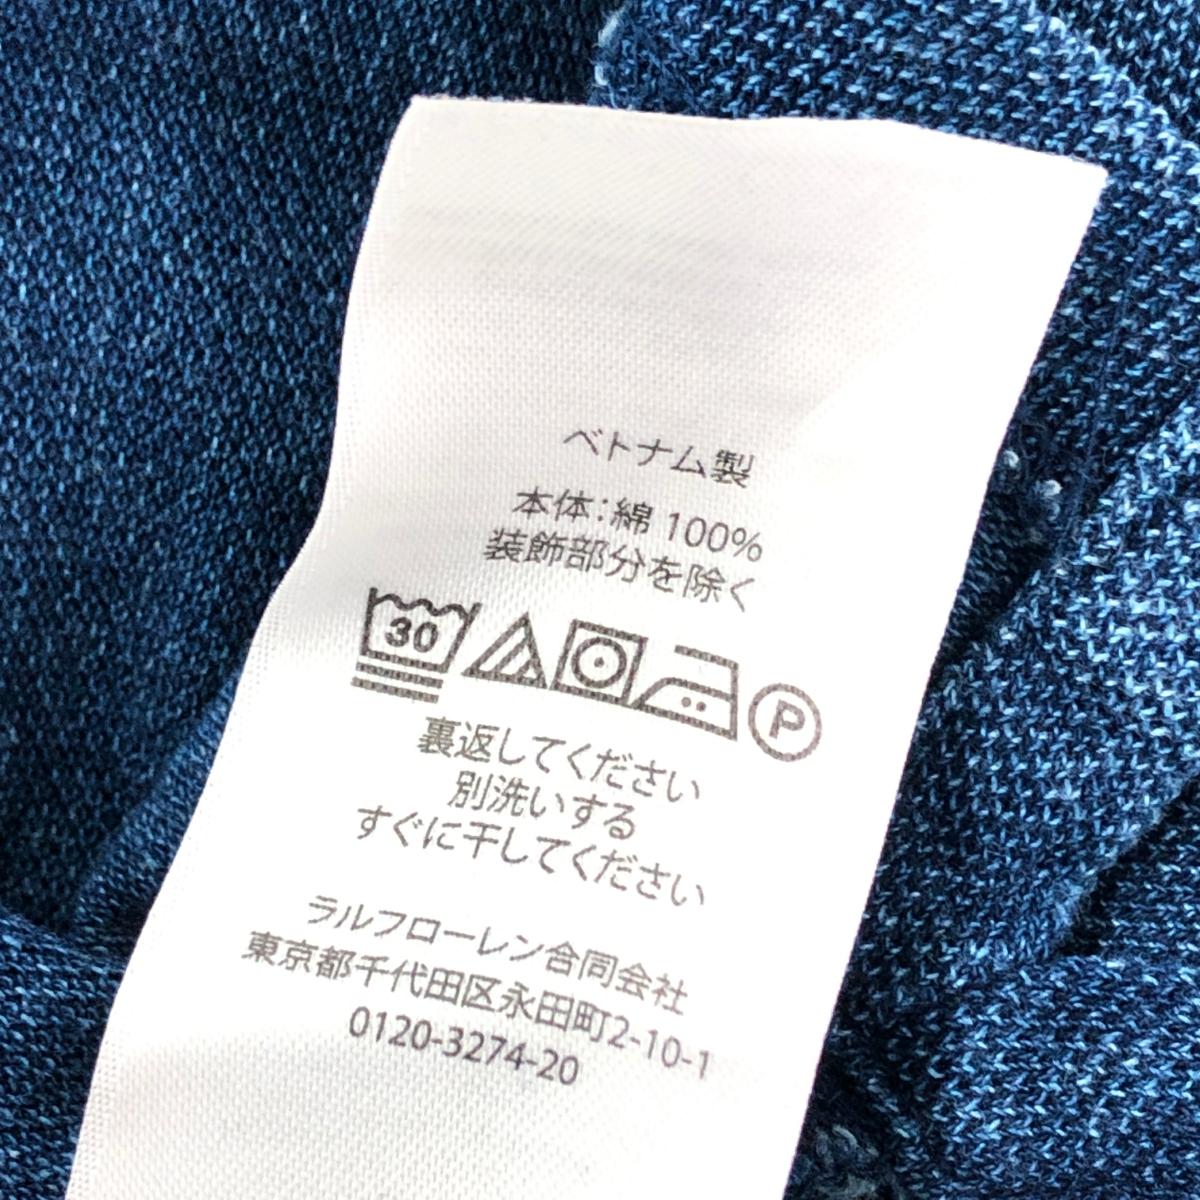 ベトナム製
本体：綿 100%
装飾部分を除く
30 P
裏返してください
別洗いする
すぐに干してください
ラルフローレン合同会社
東京都千代田区永田町2-10-1
0120-3274-20